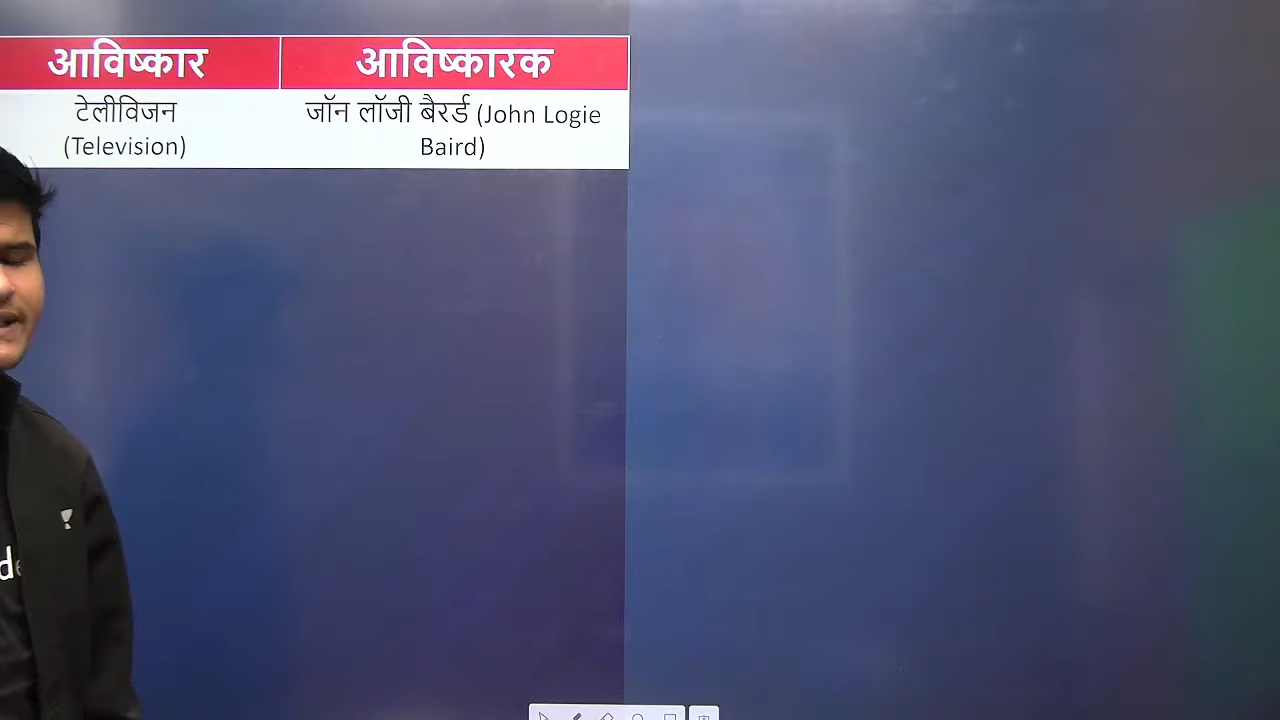 आविष्कार आविष्कारक
टेलीविजन
(Television)
जॉन लॉजी बैरर्ड (John Logie
Baird)